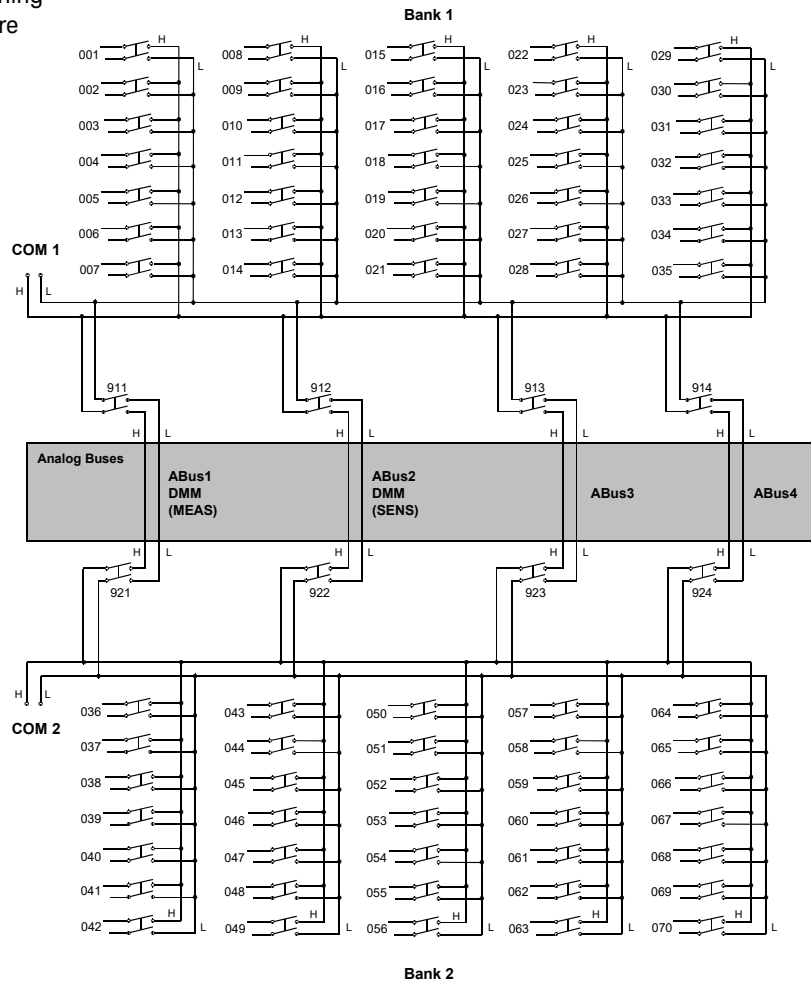 Bank 1
H
H
H
H
H
001 008 015 022 029
L L L L L
002 009 016 023 030
003 010 017 024 031
004 011 018 025 032
005 012 019 026 033
006 013 020 027 034
COM 1
007 014 021 028 035
H L
911 912 913 914
H L H L H L H L
Analog Buses
ABus1
DMM
(MEAS)
ABus2
DMM
(SENS)
ABus3
ABus4
H L H L H L H L
921 922 923 924
H L
COM 2
036 043 050 057 064
037 044 051 058 065
038 045 052 059 066
039 046 053 060 067
040 047 054 061 068
041 048 055 062 069
H H H H H
042 049 056 063 070
L L L L L
Bank 2